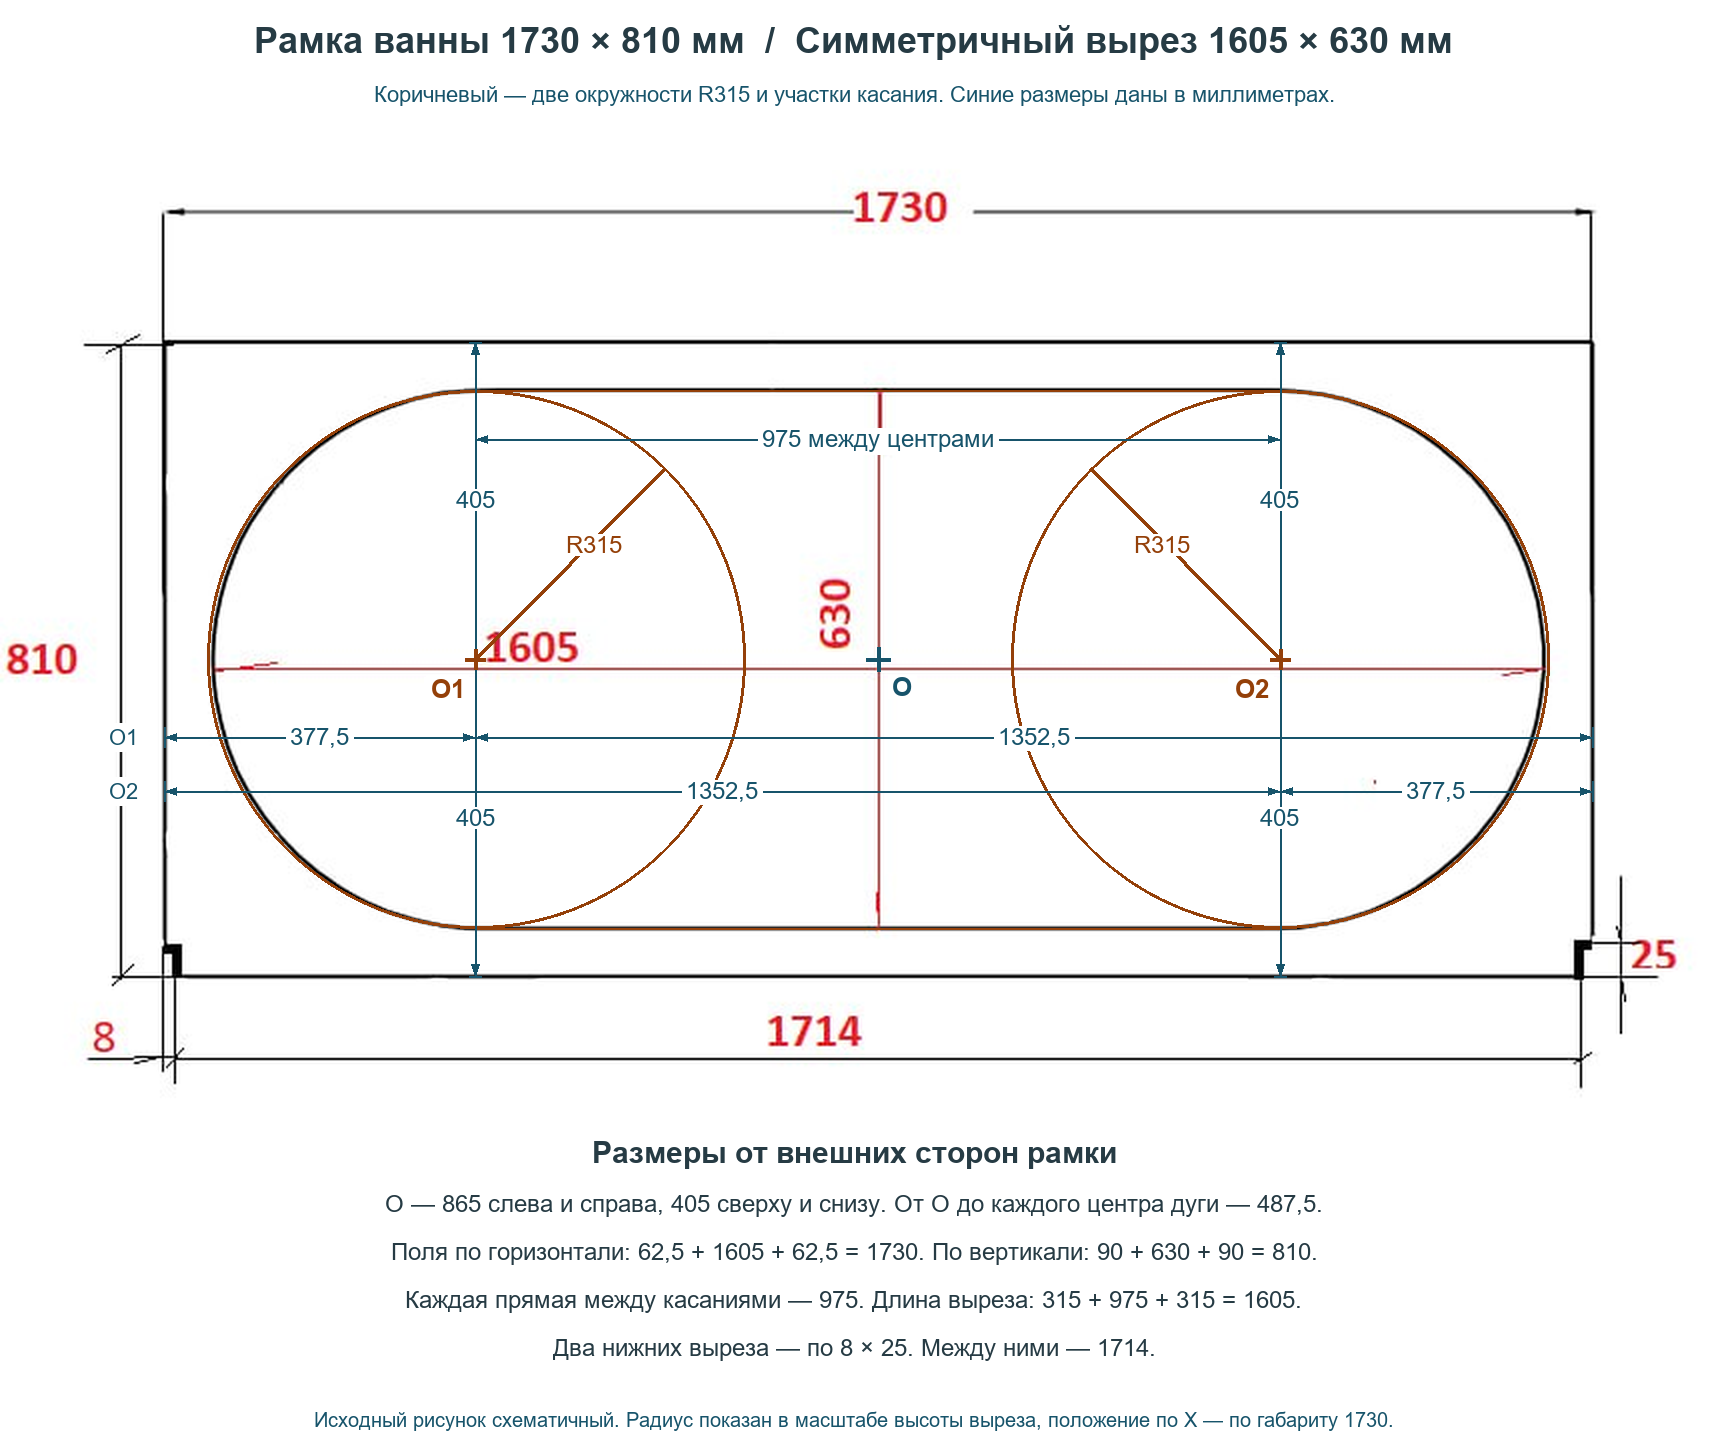 Рамка ванны 1730 × 810 мм / Симметричный вырез 1605 × 630 мм
Коричневый — две окружности R315 и участки касания. Синие размеры даны в миллиметрах.
1730
975 между центрами
405
405
R315
R315
630
1605
810
O1
O
O2
O1
377,5
1352,5
O2
1352,5
377,5
405
405
25
8
1714
Размеры от внешних сторон рамки
O — 865 слева и справа, 405 сверху и снизу. От O до каждого центра дуги — 487,5.
Поля по горизонтали: 62,5 + 1605 + 62,5 = 1730. По вертикали: 90 + 630 + 90 = 810.
Каждая прямая между касаниями — 975. Длина выреза: 315 + 975 + 315 = 1605.
Два нижних выреза — по 8 × 25. Между ними — 1714.
Исходный рисунок схематичный. Радиус показан в масштабе высоты выреза, положение по X — по габариту 1730.